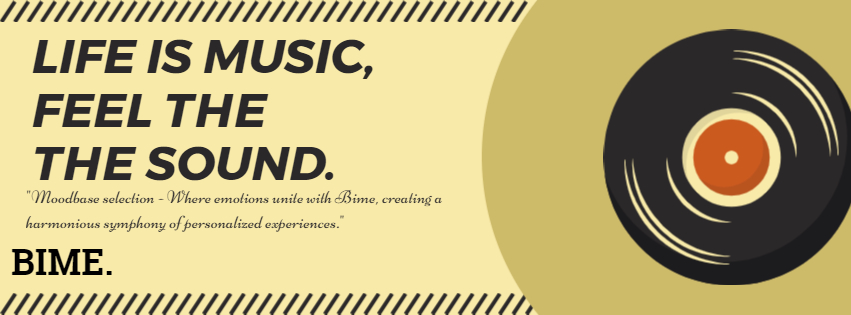 LIFE IS MUSIC,
FEEL THE
THE SOUND.
"Moodbase selection - Where emotions unite with Bime, creating a
harmonious symphony of personalized experiences."
BIME.